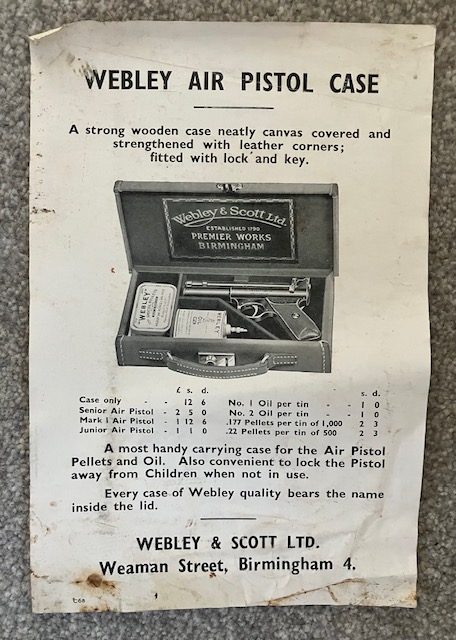 WEBLEY AIR PISTOL CASE
A strong wooden case neatly canvas covered and
strengthened with leather corners;
fitted with lock and key.
Webley & Scott Ltd.
ESTABLISHED 1790
PREMIER WORKS
BIRMINGHAM
WEBLEY
WEBLEY
OIL
£ s. d.
Case only - - 12 6
Senior Air Pistol - 2 5 0
Mark I Air Pistol - 1 12 6
Junior Air Pistol - 1 1 0
s. d.
No. 1 Oil per tin - - 1 0
No. 2 Oil per tin - - 1 0
.177 Pellets per tin of 1,000 2 3
.22 Pellets per tin of 500 2 3
A most handy carrying case for the Air Pistol
Pellets and Oil. Also convenient to lock the Pistol
away from Children when not in use.
Every case of Webley quality bears the name
inside the lid.
WEBLEY & SCOTT LTD.
Weaman Street, Birmingham 4.